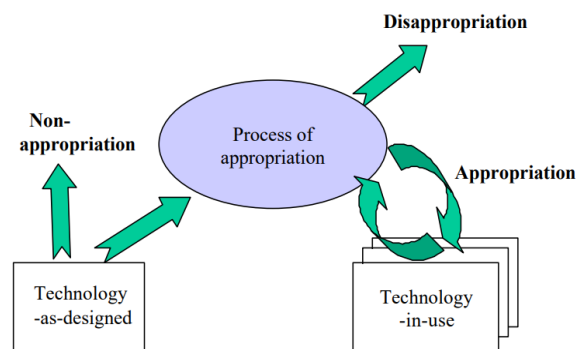 Disappropriation
Non-
appropriation
Process of
appropriation
Appropriation
Technology
-as-designed
Technology
-in-use